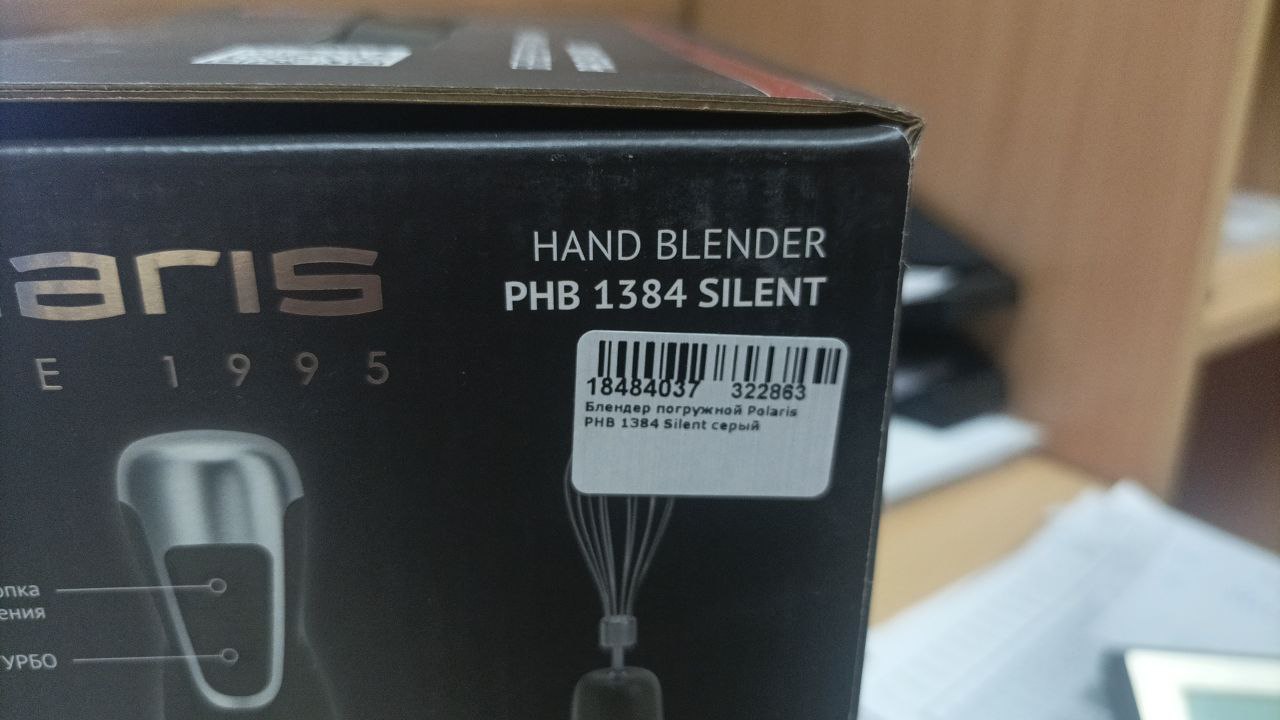 aris
E 1995
HAND BLENDER
PHB 1384 SILENT
18484037 322863
Блендер погружной Polaris
PHB 1384 Silent серый
опка
ения
УРБО